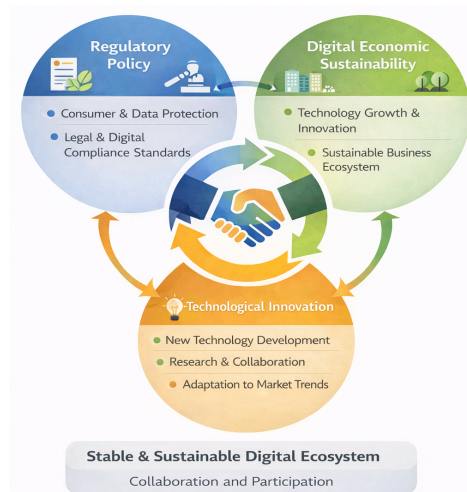 Regulatory
Policy
Consumer & Data Protection
Legal & Digital
Compliance Standards
Digital Economic
Sustainability
Technology Growth &
Innovation
Sustainable Business
Ecosystem
Technological Innovation
New Technology Development
Research & Collaboration
Adaptation to Market Trends
Stable & Sustainable Digital Ecosystem
Collaboration and Participation